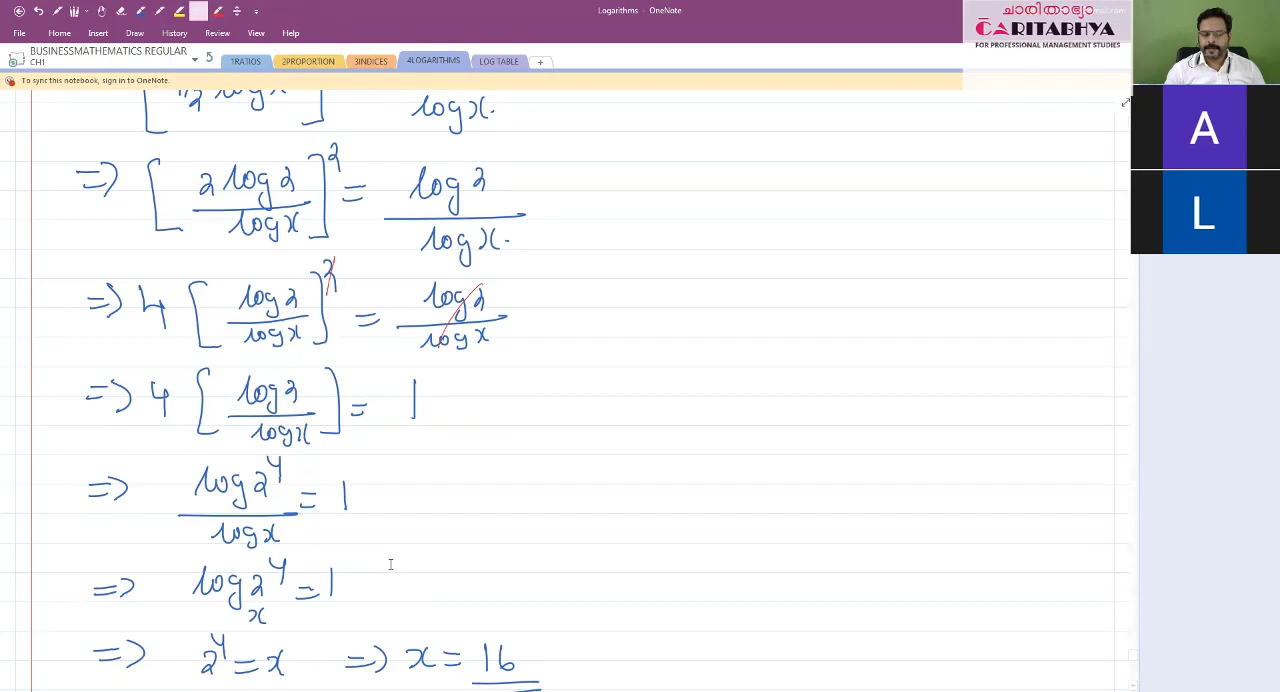 Logarithms - OneNote
ചാരിതാഭ്യാ
CARITABHYA
FOR PROFESSIONAL MANAGEMENT STUDIES
File Home Insert Draw History Review View Help
BUSINESSMATHEMATICS REGULAR
CH1
1RATIOS 2PROPORTION 3INDICES 4LOGARITHMS LOG TABLE +
To sync this notebook, sign in to OneNote.
A
L
[ 1/2 log x ] log x.
=> [ 2 log 2 / log x ]² = log 2 / log x.
=> 4 [ log 2 / log x ]² = log 2 / log x
=> 4 [ log 2 / log x ] = 1
=> log 2⁴ / log x = 1
=> logₓ 2⁴ = 1
=> 2⁴ = x => x = 16